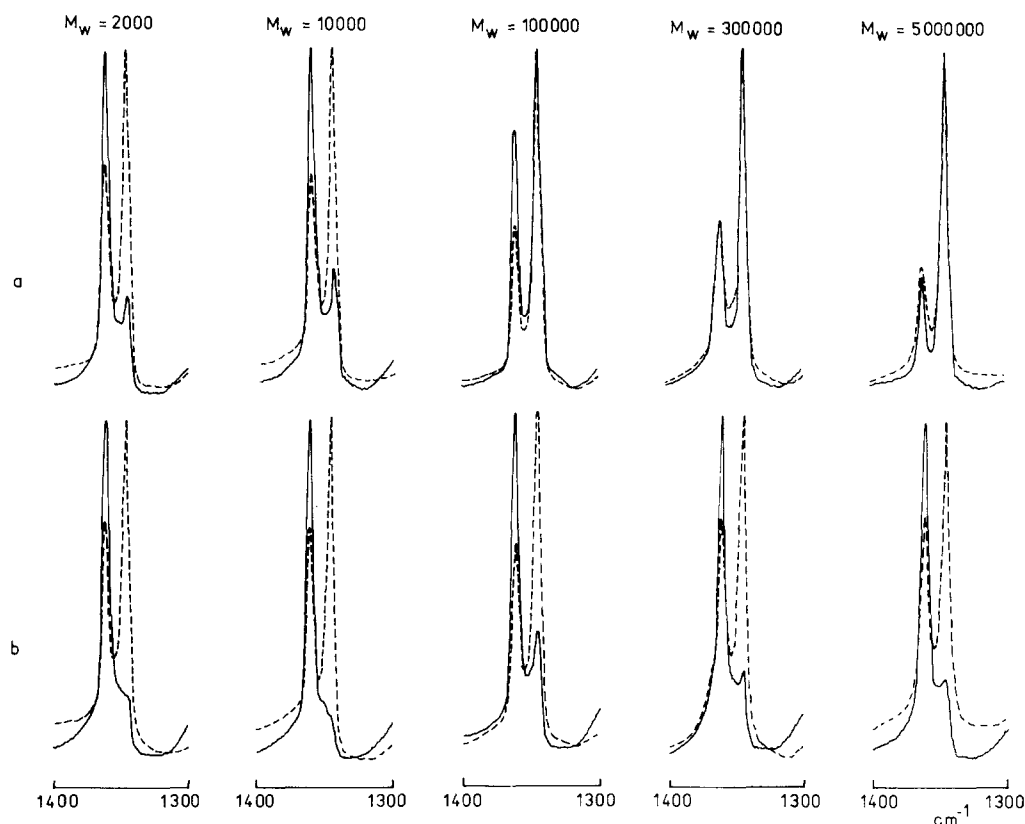 M_W = 2000
M_W = 10000
M_W = 100000
M_W = 300000
M_W = 5000000
a
b
1400 1300
1400 1300
1400 1300
1400 1300
1400 1300
cm⁻¹